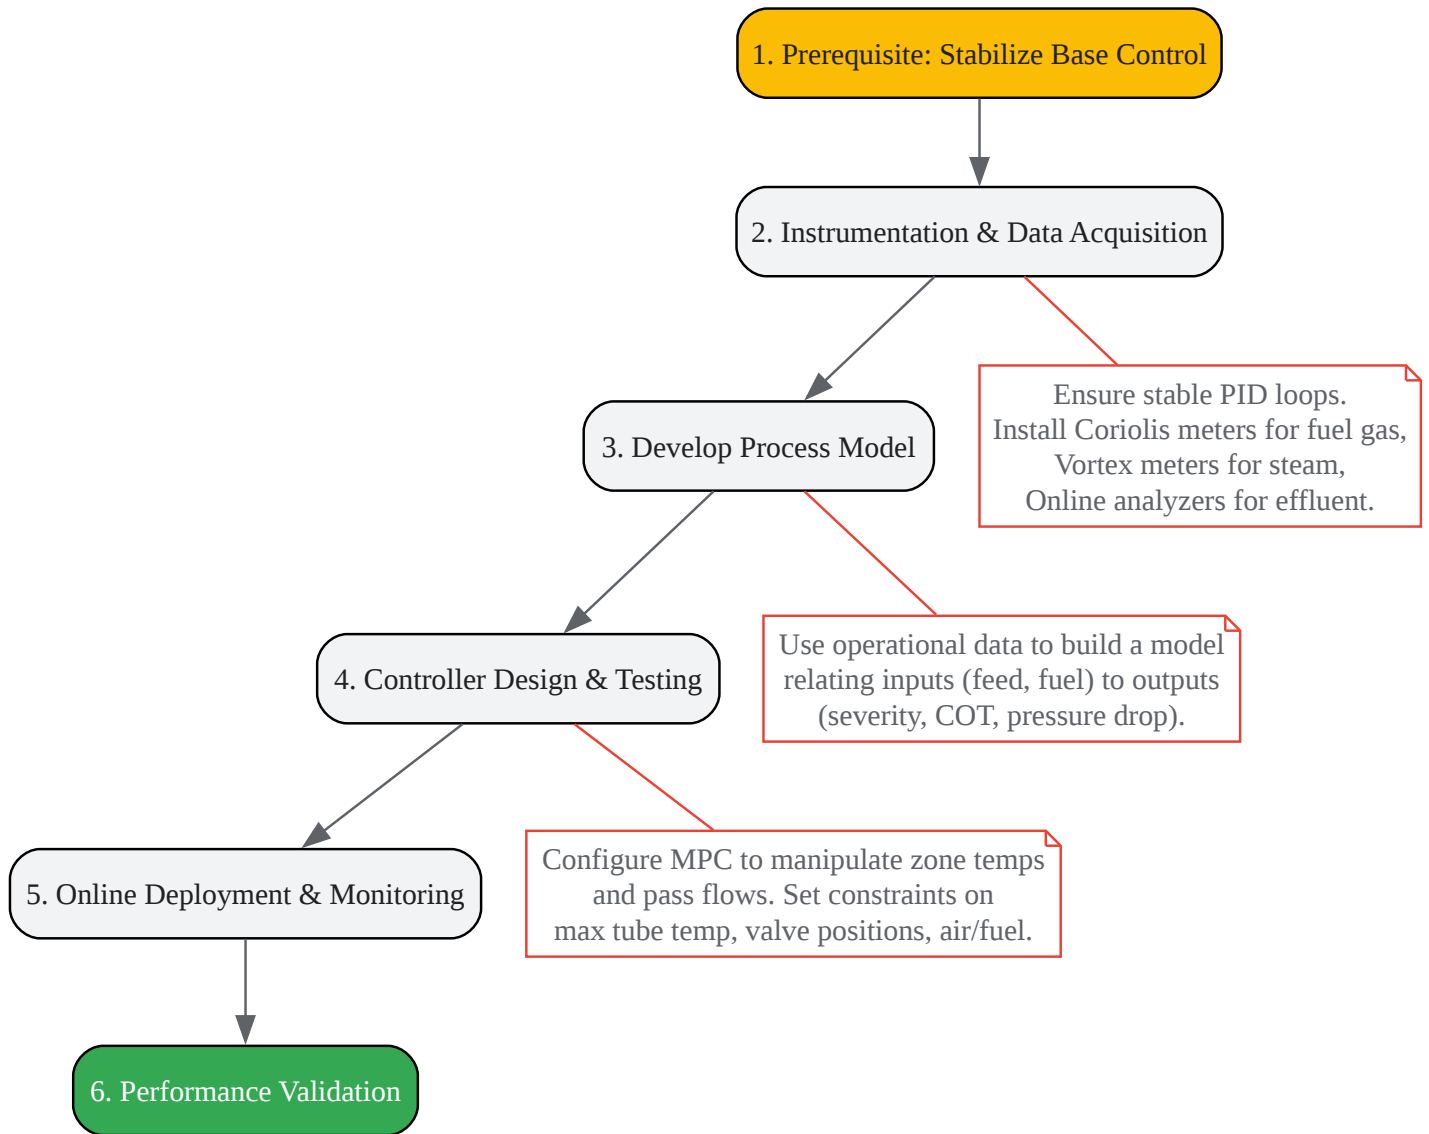 1. Prerequisite: Stabilize Base Control
2. Instrumentation & Data Acquisition
Ensure stable PID loops.
Install Coriolis meters for fuel gas,
Vortex meters for steam,
Online analyzers for effluent.
3. Develop Process Model
Use operational data to build a model
relating inputs (feed, fuel) to outputs
(severity, COT, pressure drop).
4. Controller Design & Testing
Configure MPC to manipulate zone temps
and pass flows. Set constraints on
max tube temp, valve positions, air/fuel.
5. Online Deployment & Monitoring
6. Performance Validation